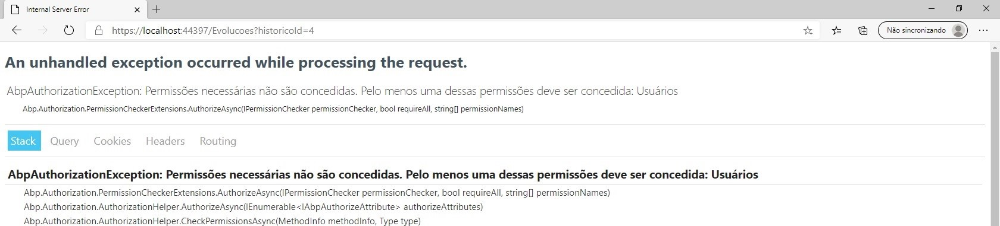 Internal Server Error
https://localhost:44397/Evolucoes?historicoId=4
Não sincronizando
An unhandled exception occurred while processing the request.
AbpAuthorizationException: Permissões necessárias não são concedidas. Pelo menos uma dessas permissões deve ser concedida: Usuários
Abp.Authorization.PermissionCheckerExtensions.AuthorizeAsync(IPermissionChecker permissionChecker, bool requireAll, string[] permissionNames)
Stack Query Cookies Headers Routing
AbpAuthorizationException: Permissões necessárias não são concedidas. Pelo menos uma dessas permissões deve ser concedida: Usuários
Abp.Authorization.PermissionCheckerExtensions.AuthorizeAsync(IPermissionChecker permissionChecker, bool requireAll, string[] permissionNames)
Abp.Authorization.AuthorizationHelper.AuthorizeAsync(IEnumerable<IAbpAuthorizeAttribute> authorizeAttributes)
Abp.Authorization.AuthorizationHelper.CheckPermissionsAsync(MethodInfo methodInfo, Type type)